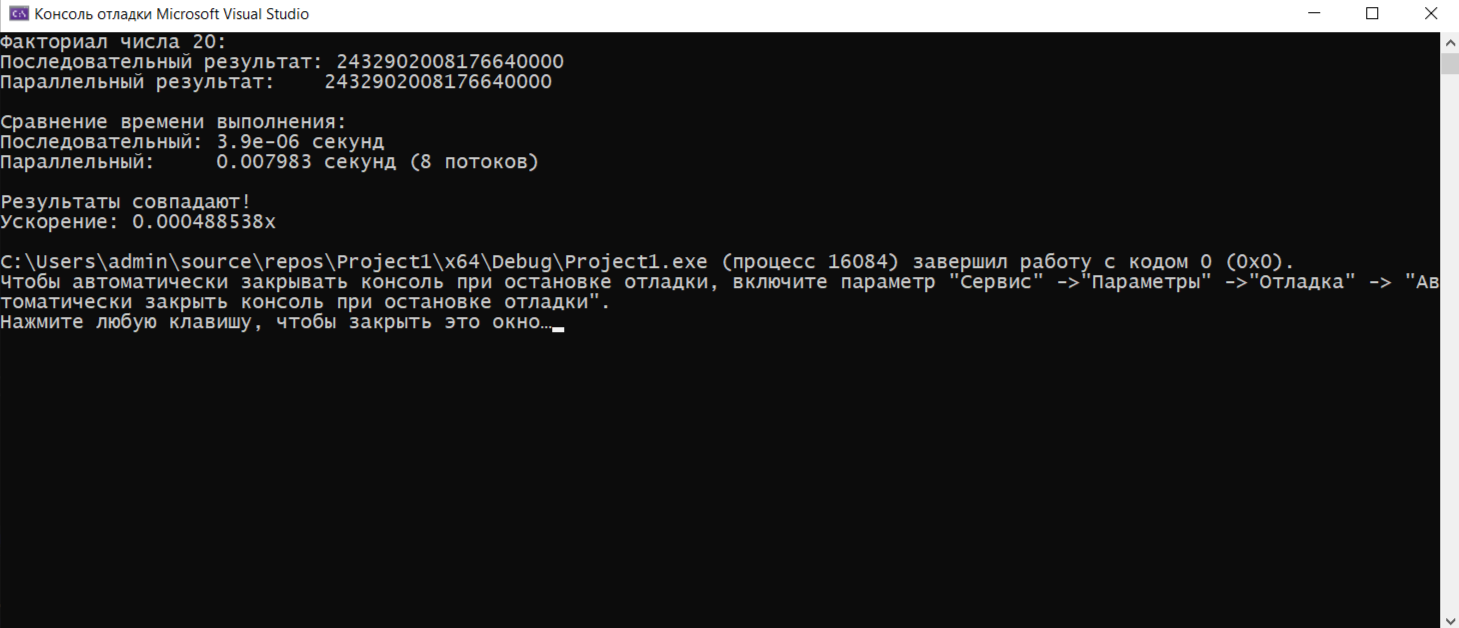 Консоль отладки Microsoft Visual Studio
Факториал числа 20:
Последовательный результат: 2432902008176640000
Параллельный результат:    2432902008176640000
Сравнение времени выполнения:
Последовательный: 3.9e-06 секунд
Параллельный:     0.007983 секунд (8 потоков)
Результаты совпадают!
Ускорение: 0.000488538x
C:\Users\admin\source\repos\Project1\x64\Debug\Project1.exe (процесс 16084) завершил работу с кодом 0 (0x0).
Чтобы автоматически закрывать консоль при остановке отладки, включите параметр "Сервис" ->"Параметры" ->"Отладка" -> "Ав
томатически закрыть консоль при остановке отладки".
Нажмите любую клавишу, чтобы закрыть это окно…